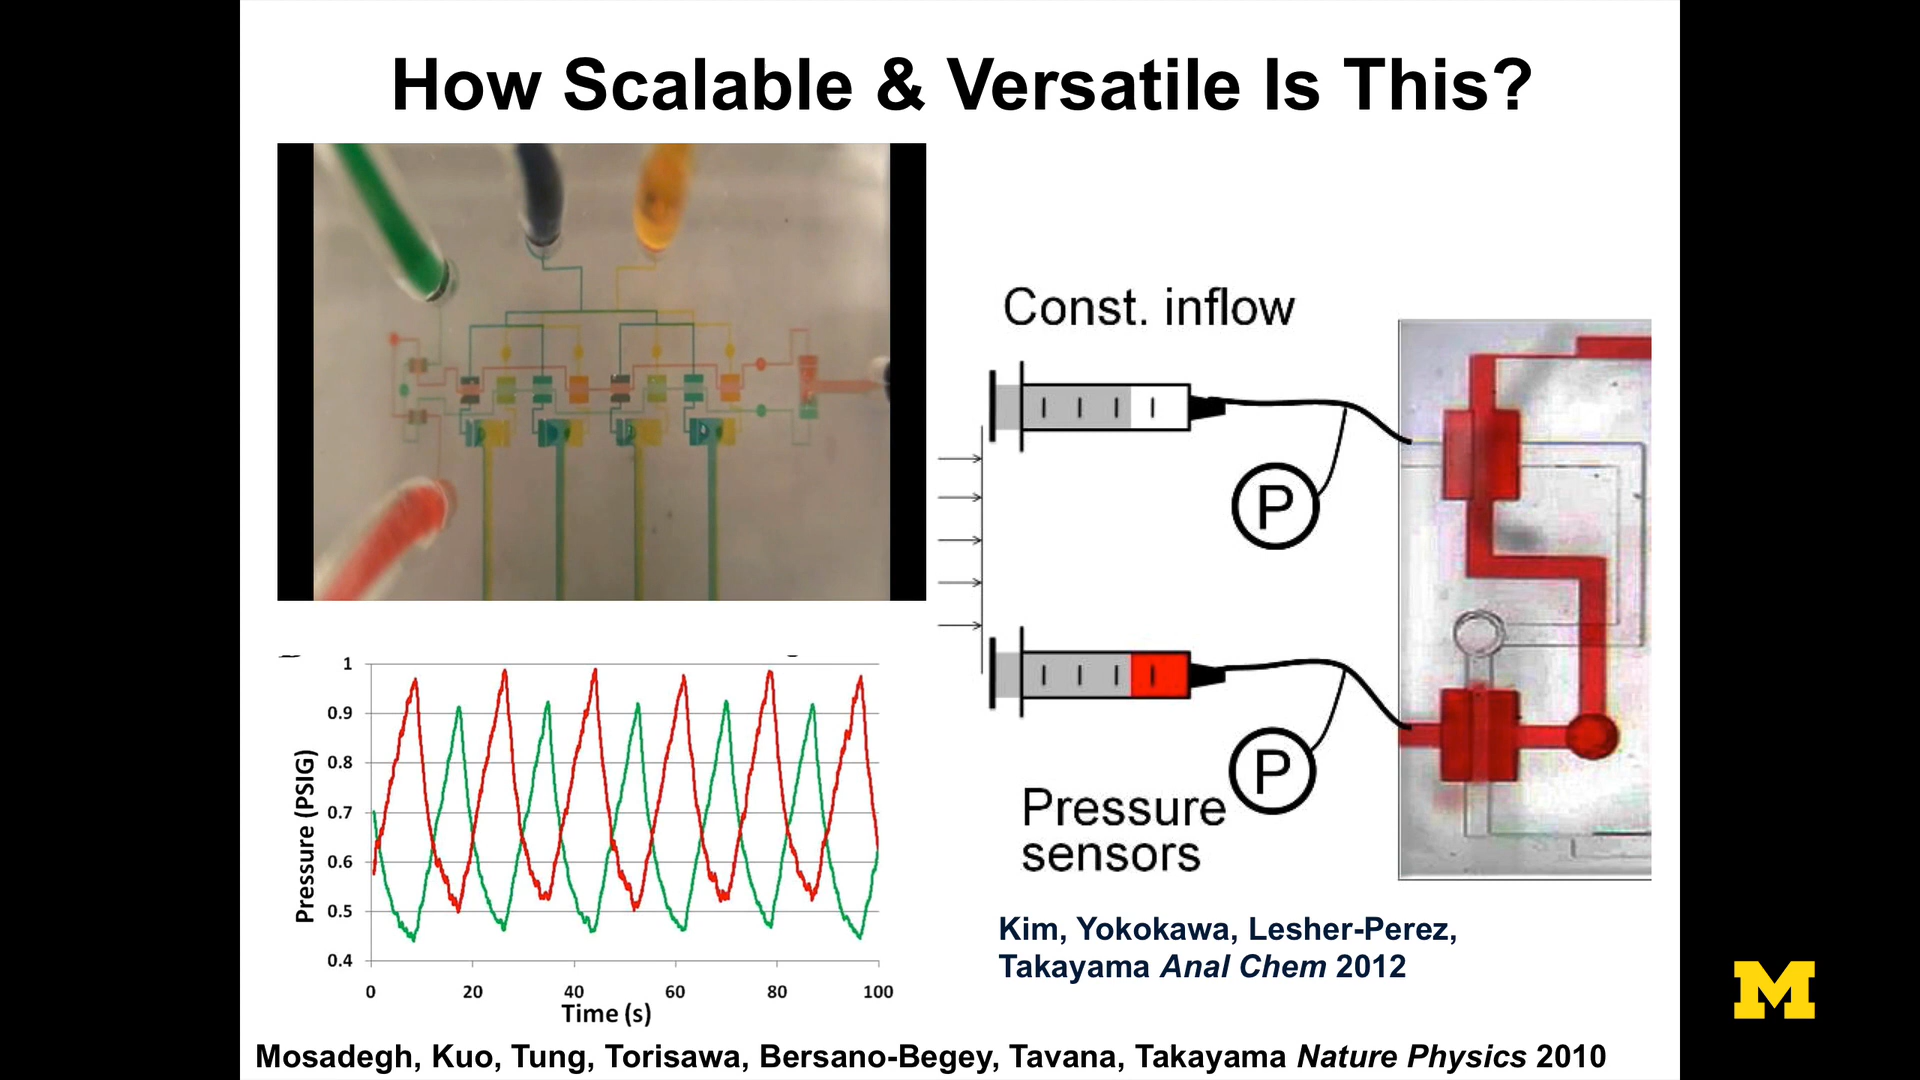 How Scalable & Versatile Is This?
Const. inflow
P
P
Pressure
sensors
1
0.9
0.8
0.7
0.6
0.5
0.4
Pressure (PSIG)
0 20 40 60 80 100
Time (s)
Kim, Yokokawa, Lesher-Perez,
Takayama Anal Chem 2012
M
Mosadegh, Kuo, Tung, Torisawa, Bersano-Begey, Tavana, Takayama Nature Physics 2010